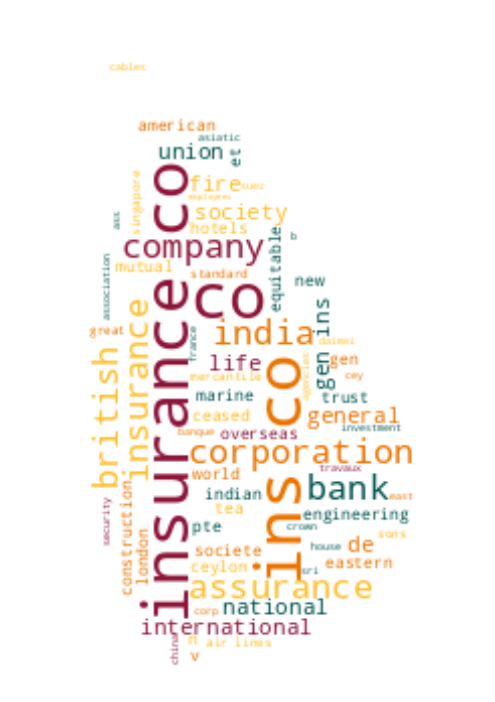 cables
american
asiatic
union
et
insurance co
singapore
fire
suez
employers
ass
society
hotels
b
company
equitable
mutual
standard
association
new
co
insurance
gen ins
great
france
india
daimei
british
life
gen
mercantile
agencies
cey
ins co
marine
trust
ceased
general
banque
overseas
investment
corporation
travaux
world
bank
construction
indian
east
security
tea
engineering
pte
crown
sons
london
societe
house
de
ceylon
eastern
sri
assurance
corp
national
international
china
n
air lines
v